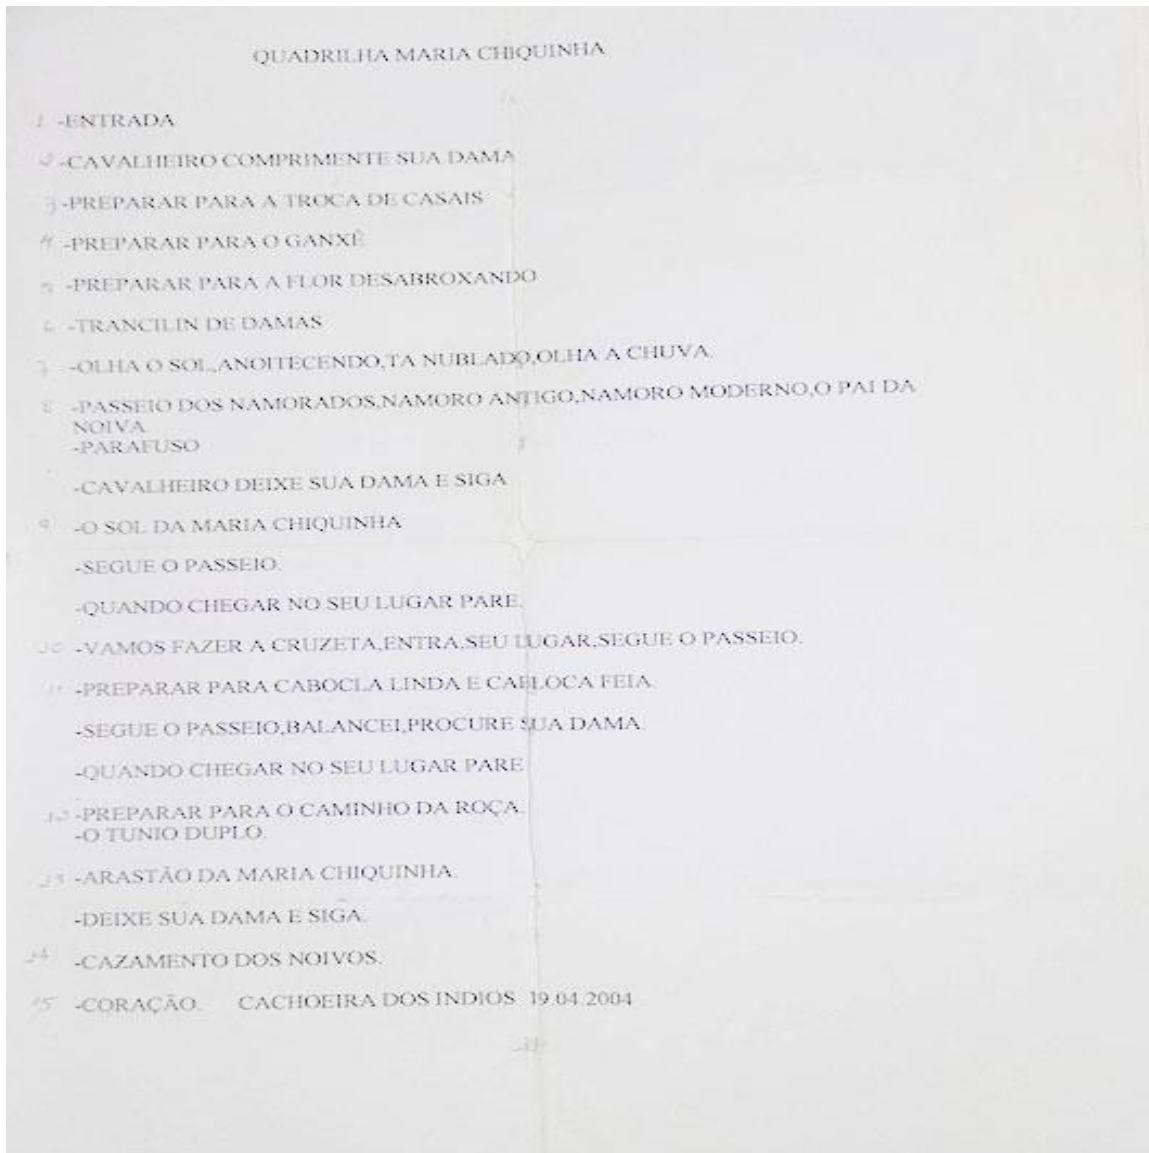 QUADRILHA MARIA CHIQUINHA
1 -ENTRADA
2 -CAVALHEIRO COMPRIMENTE SUA DAMA
3 -PREPARAR PARA A TROCA DE CASAIS
4 -PREPARAR PARA O GANXÊ
5 -PREPARAR PARA A FLOR DESABROXANDO
6 -TRANCILIN DE DAMAS
7 -OLHA O SOL,ANOITECENDO,TA NUBLADO,OLHA A CHUVA.
8 -PASSEIO DOS NAMORADOS,NAMORO ANTIGO,NAMORO MODERNO,O PAI DA
NOIVA
-PARAFUSO
-CAVALHEIRO DEIXE SUA DAMA E SIGA
9 -O SOL DA MARIA CHIQUINHA
-SEGUE O PASSEIO.
-QUANDO CHEGAR NO SEU LUGAR PARE.
10 -VAMOS FAZER A CRUZETA,ENTRA,SEU LUGAR,SEGUE O PASSEIO.
11 -PREPARAR PARA CABOCLA LINDA E CABLOCA FEIA.
-SEGUE O PASSEIO,BALANCEI,PROCURE SUA DAMA.
-QUANDO CHEGAR NO SEU LUGAR PARE
12 -PREPARAR PARA O CAMINHO DA ROÇA.
-O TUNIO DUPLO.
13 -ARASTÃO DA MARIA CHIQUINHA.
-DEIXE SUA DAMA E SIGA.
14 -CAZAMENTO DOS NOIVOS.
15 -CORAÇÃO. CACHOEIRA DOS INDIOS 19.04.2004